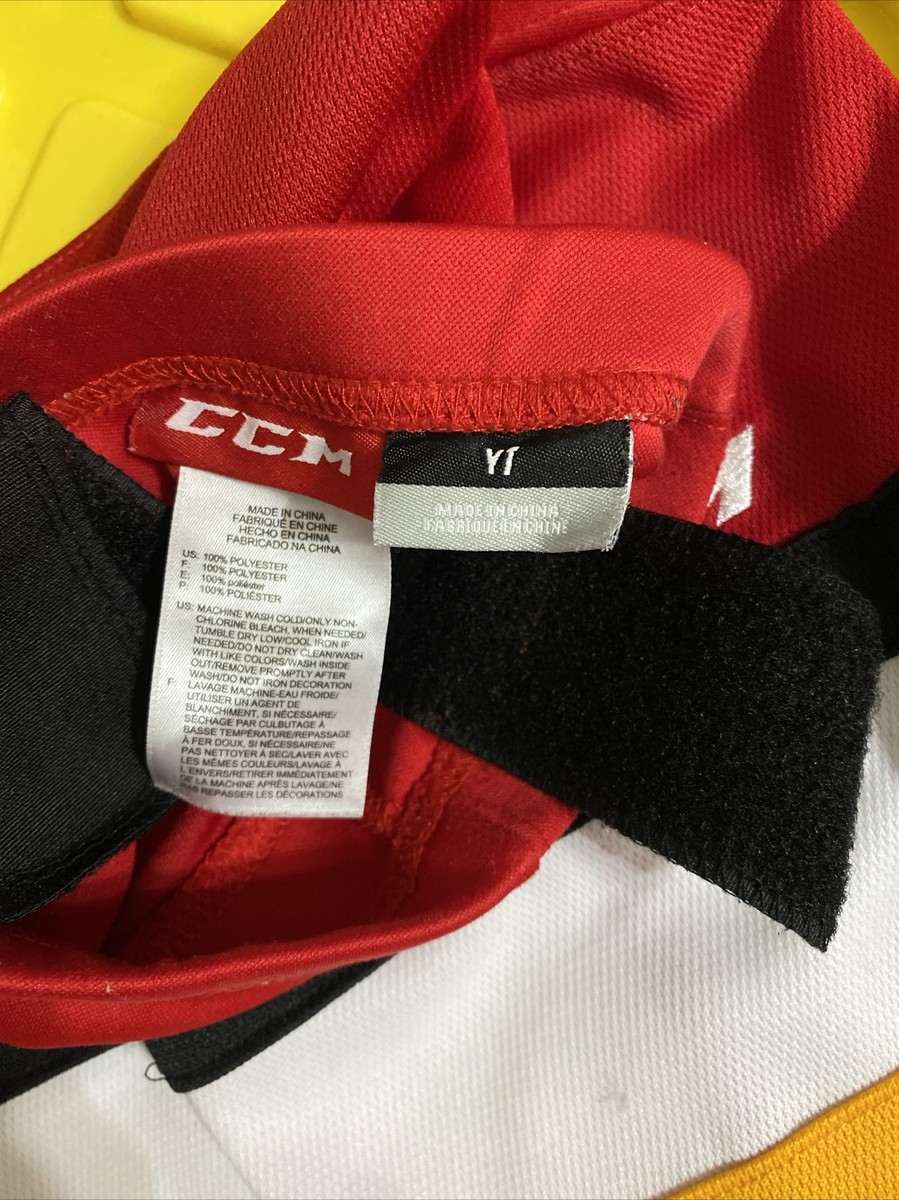 CCM
YT
MADE IN CHINA
FABRIQUÉ EN CHINE
MADE IN CHINA
FABRIQUÉ EN CHINE
HECHO EN CHINA
FABRICADO NA CHINA
US: 100% POLYESTER
F: 100% POLYESTER
E: 100% poliéster
P: 100% POLIÉSTER
US: MACHINE WASH COLD/ONLY NON-
CHLORINE BLEACH, WHEN NEEDED/
TUMBLE DRY LOW/COOL IRON IF
NEEDED/DO NOT DRY CLEAN/WASH
WITH LIKE COLORS/WASH INSIDE
OUT/REMOVE PROMPTLY AFTER
WASH/DO NOT IRON DECORATION
F: LAVAGE MACHINE-EAU FROIDE/
UTILISER UN AGENT DE
BLANCHIMENT, SI NÉCESSAIRE/
SÉCHAGE PAR CULBUTAGE À
BASSE TEMPÉRATURE/REPASSAGE
À FER DOUX, SI NÉCESSAIRE/NE
PAS NETTOYER À SEC/LAVER AVEC
LES MÊMES COULEURS/LAVAGE À
L'ENVERS/RETIRER IMMÉDIATEMENT
DE LA MACHINE APRÈS LAVAGE/NE
PAS REPASSER LES DÉCORATIONS